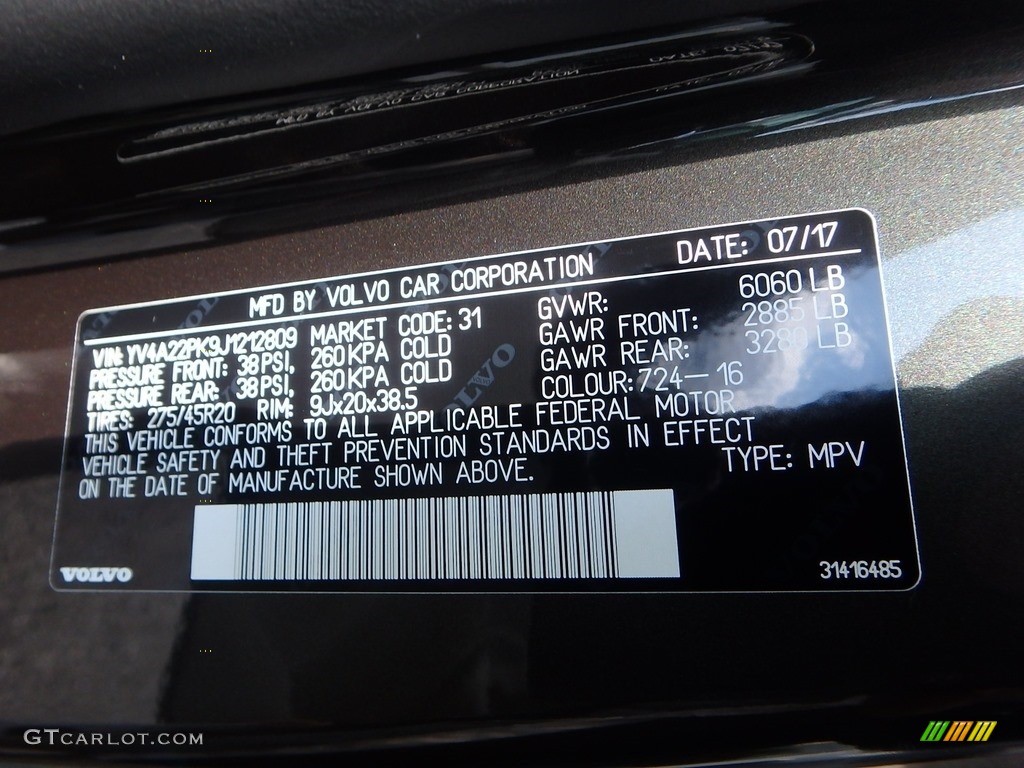 MFD BY VOLVO CAR CORPORATION DATE: 07/17
VIN: YV4A22PK9J1212809 MARKET CODE: 31 GVWR: 6060 LB
PRESSURE FRONT: 38 PSI, 260 KPA COLD GAWR FRONT: 2885 LB
PRESSURE REAR: 38 PSI, 260 KPA COLD GAWR REAR: 3280 LB
TIRES: 275/45R20 RIM: 9Jx20x38.5 COLOUR: 724-16
THIS VEHICLE CONFORMS TO ALL APPLICABLE FEDERAL MOTOR
VEHICLE SAFETY AND THEFT PREVENTION STANDARDS IN EFFECT
ON THE DATE OF MANUFACTURE SHOWN ABOVE. TYPE: MPV
VOLVO
31416485
GTCARLOT.COM